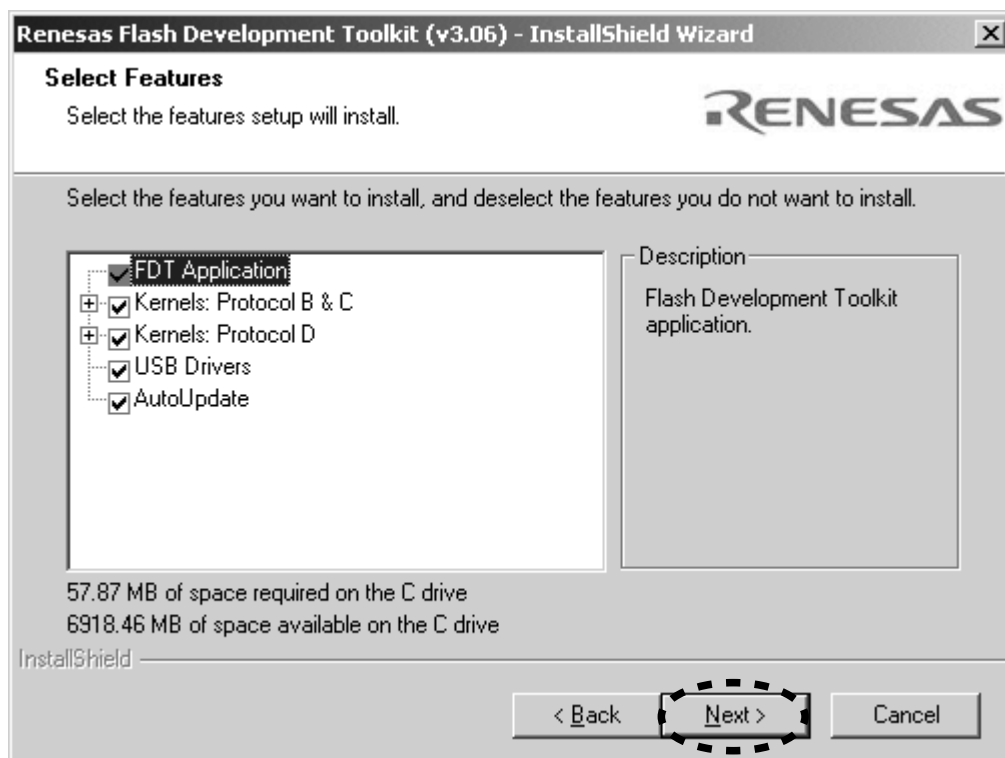 Renesas Flash Development Toolkit (v3.06) - InstallShield Wizard
Select Features
Select the features setup will install.
RENESAS
Select the features you want to install, and deselect the features you do not want to install.
FDT Application
Kernels: Protocol B & C
Kernels: Protocol D
USB Drivers
AutoUpdate
Description
Flash Development Toolkit
application.
57.87 MB of space required on the C drive
6918.46 MB of space available on the C drive
InstallShield
< Back
Next >
Cancel